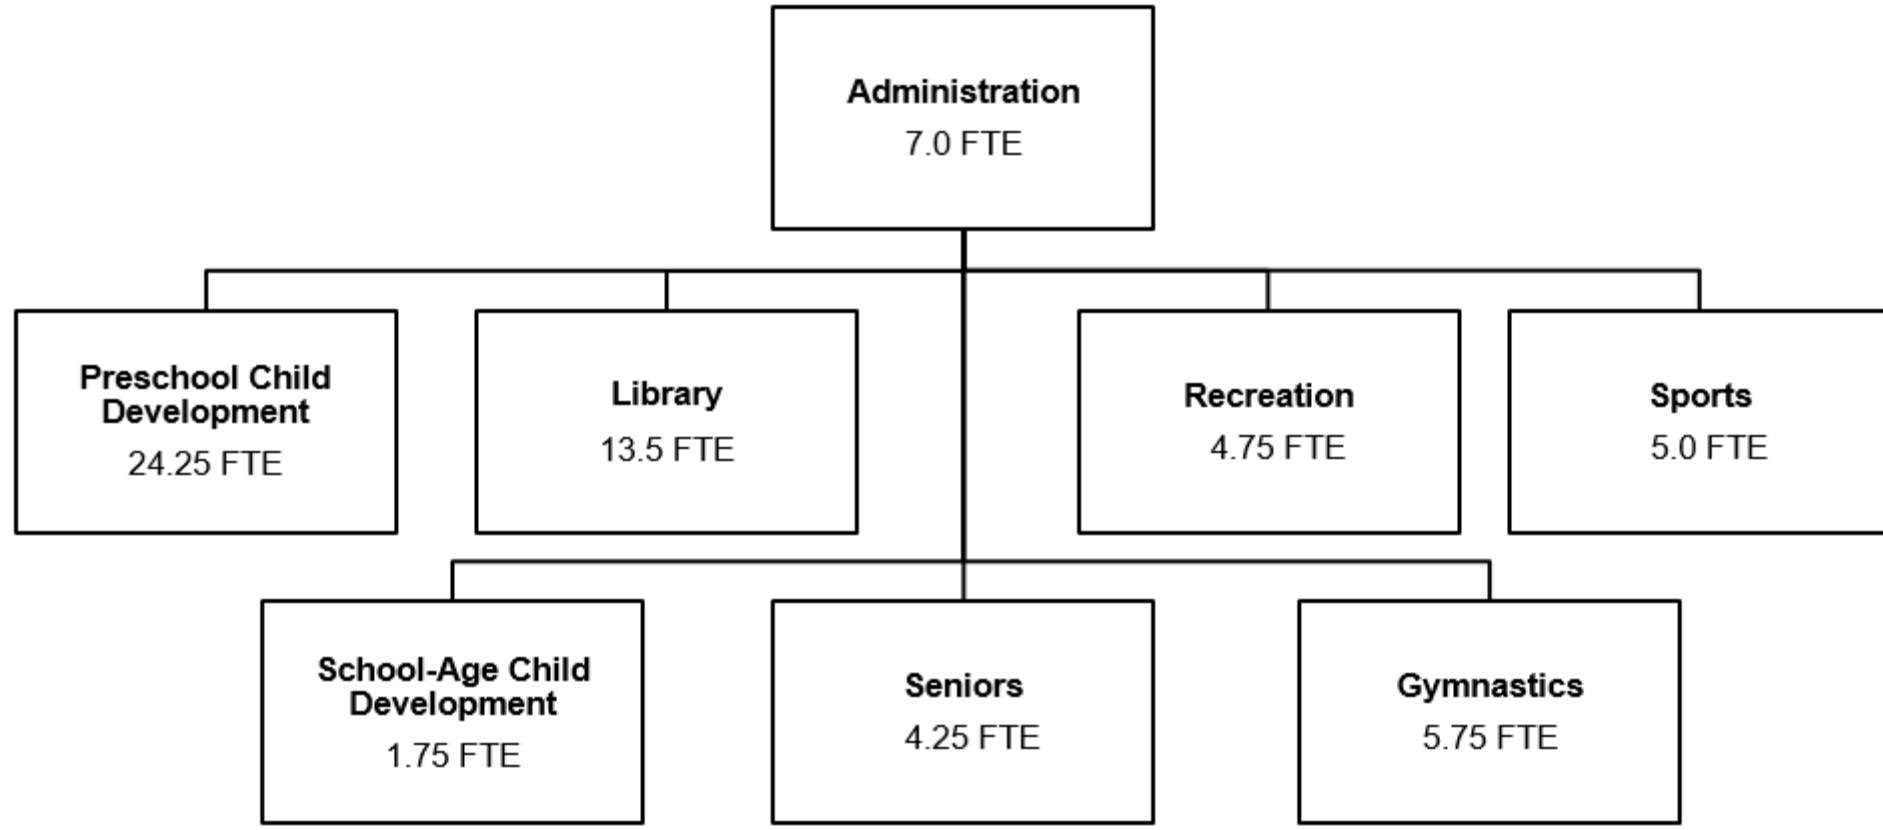 Administration
7.0 FTE
Preschool Child
Development
24.25 FTE
Library
13.5 FTE
Recreation
4.75 FTE
Sports
5.0 FTE
School-Age Child
Development
1.75 FTE
Seniors
4.25 FTE
Gymnastics
5.75 FTE